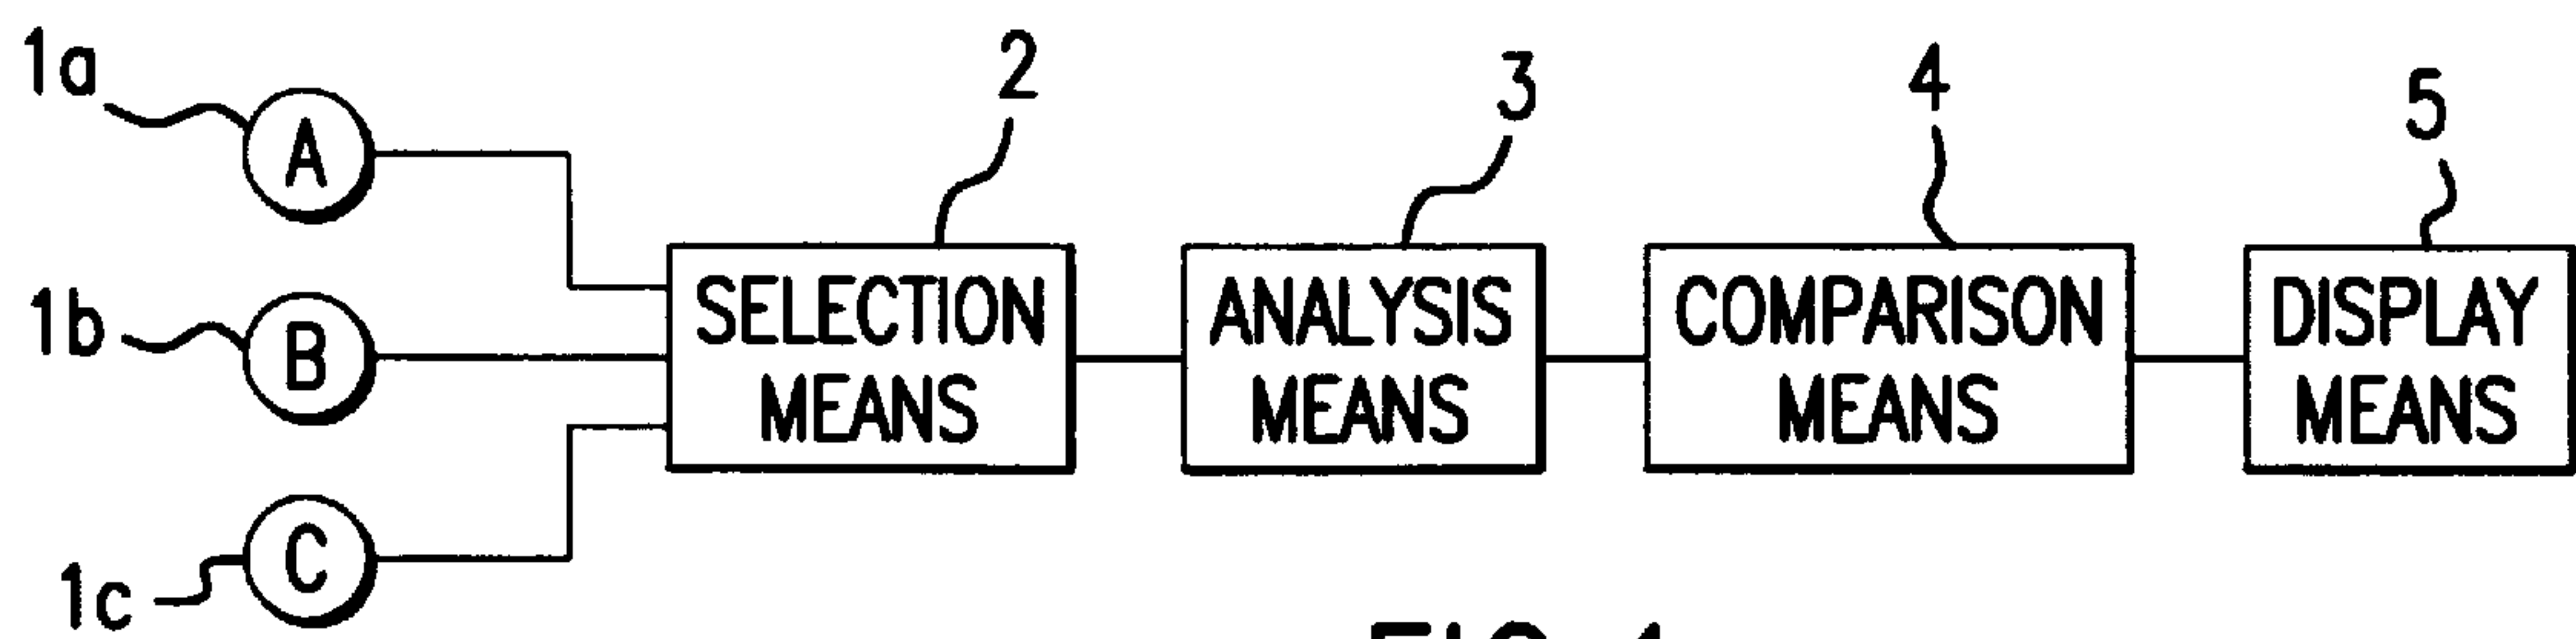 1a
A
1b
B
1c
C
2
SELECTION
MEANS
3
ANALYSIS
MEANS
4
COMPARISON
MEANS
5
DISPLAY
MEANS